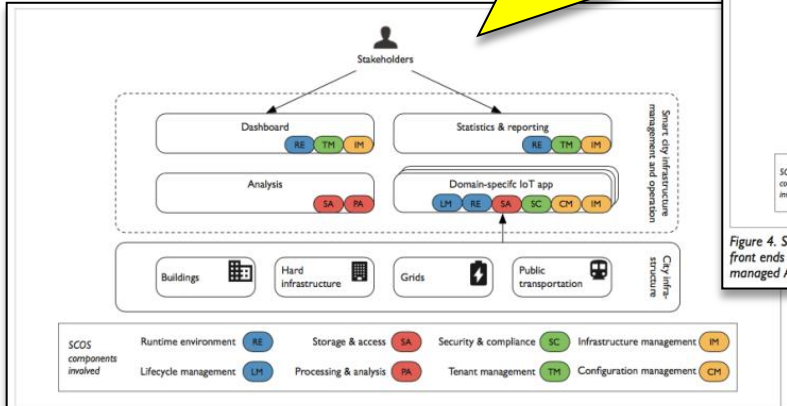 Stakeholders
Dashboard
RE TM IM
Statistics & reporting
RE TM IM
Analysis
SA PA
Domain-specifc IoT app
LM RE SA SC CM IM
Smart city infrastructure
management and operation
Buildings
Hard
infrastructure
Grids
Public
transportation
City infra-
structure
SCOS
components
involved
Runtime environment RE
Storage & access SA
Security & compliance SC
Infrastructure management IM
Lifecycle management LM
Processing & analysis PA
Tenant management TM
Configuration management CM
Figure 4. S
front ends
managed A